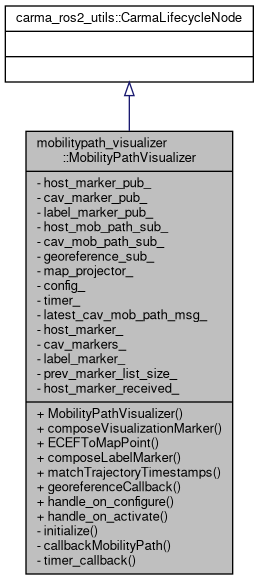 carma_ros2_utils::CarmaLifecycleNode
mobilitypath_visualizer
::MobilityPathVisualizer
- host_marker_pub_
- cav_marker_pub_
- label_marker_pub_
- host_mob_path_sub_
- cav_mob_path_sub_
- georeference_sub_
- map_projector_
- config_
- timer_
- latest_cav_mob_path_msg_
- host_marker_
- cav_markers_
- label_marker_
- prev_marker_list_size_
- host_marker_received_
+ MobilityPathVisualizer()
+ composeVisualizationMarker()
+ ECEFToMapPoint()
+ composeLabelMarker()
+ matchTrajectoryTimestamps()
+ georeferenceCallback()
+ handle_on_configure()
+ handle_on_activate()
- initialize()
- callbackMobilityPath()
- timer_callback()